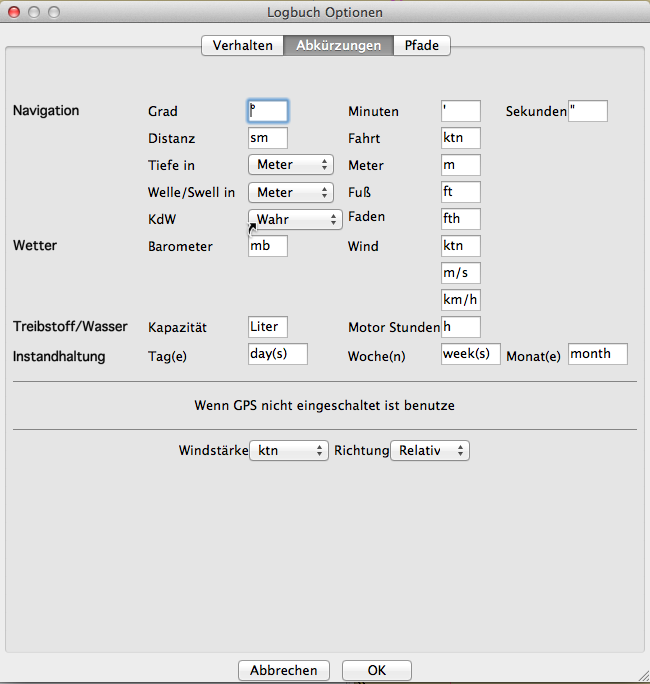 Logbuch Optionen
Verhalten Abkürzungen Pfade
Navigation Grad ° Minuten ' Sekunden "
Distanz sm Fahrt ktn
Tiefe in Meter Meter m
Welle/Swell in Meter Fuß ft
KdW Wahr Faden fth
Wetter Barometer mb Wind ktn
m/s
km/h
Treibstoff/Wasser Kapazität Liter Motor Stunden h
Instandhaltung Tag(e) day(s) Woche(n) week(s) Monat(e) month
Wenn GPS nicht eingeschaltet ist benutze
Windstärke ktn Richtung Relativ
Abbrechen OK